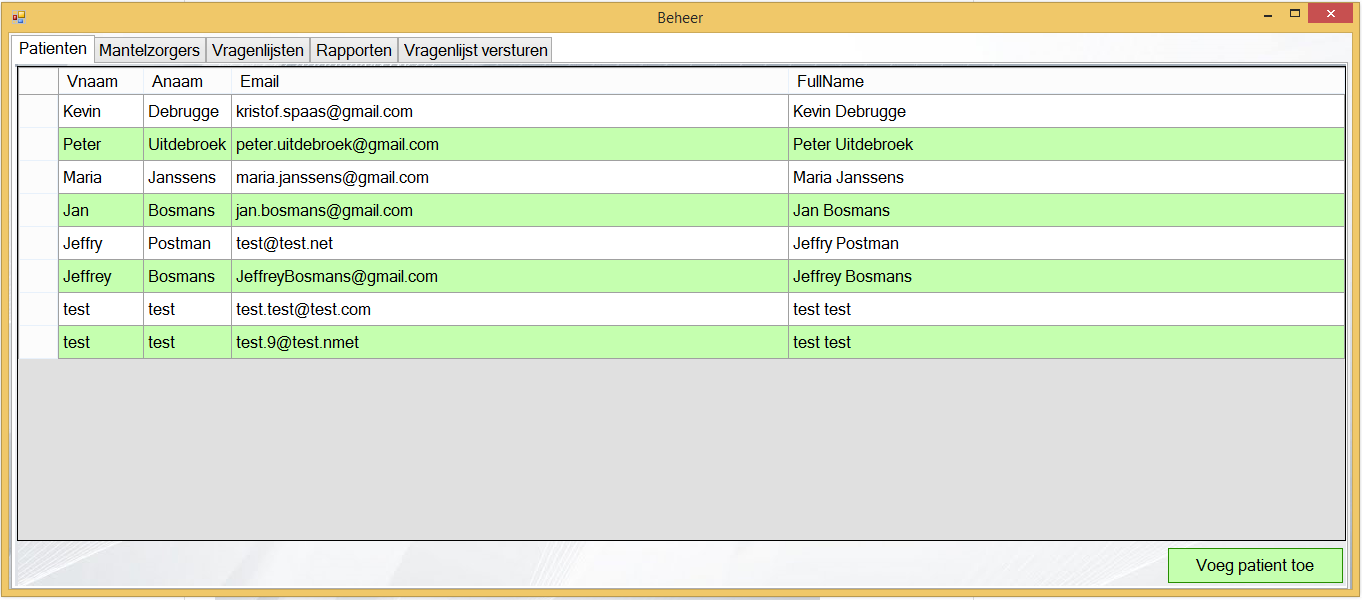 Beheer
Patienten Mantelzorgers Vragenlijsten Rapporten Vragenlijst versturen
Vnaam Anaam Email FullName
Kevin Debrugge kristof.spaas@gmail.com Kevin Debrugge
Peter Uitdebroek peter.uitdebroek@gmail.com Peter Uitdebroek
Maria Janssens maria.janssens@gmail.com Maria Janssens
Jan Bosmans jan.bosmans@gmail.com Jan Bosmans
Jeffry Postman test@test.net Jeffry Postman
Jeffrey Bosmans JeffreyBosmans@gmail.com Jeffrey Bosmans
test test test.test@test.com test test
test test test.9@test.nmet test test
Voeg patient toe